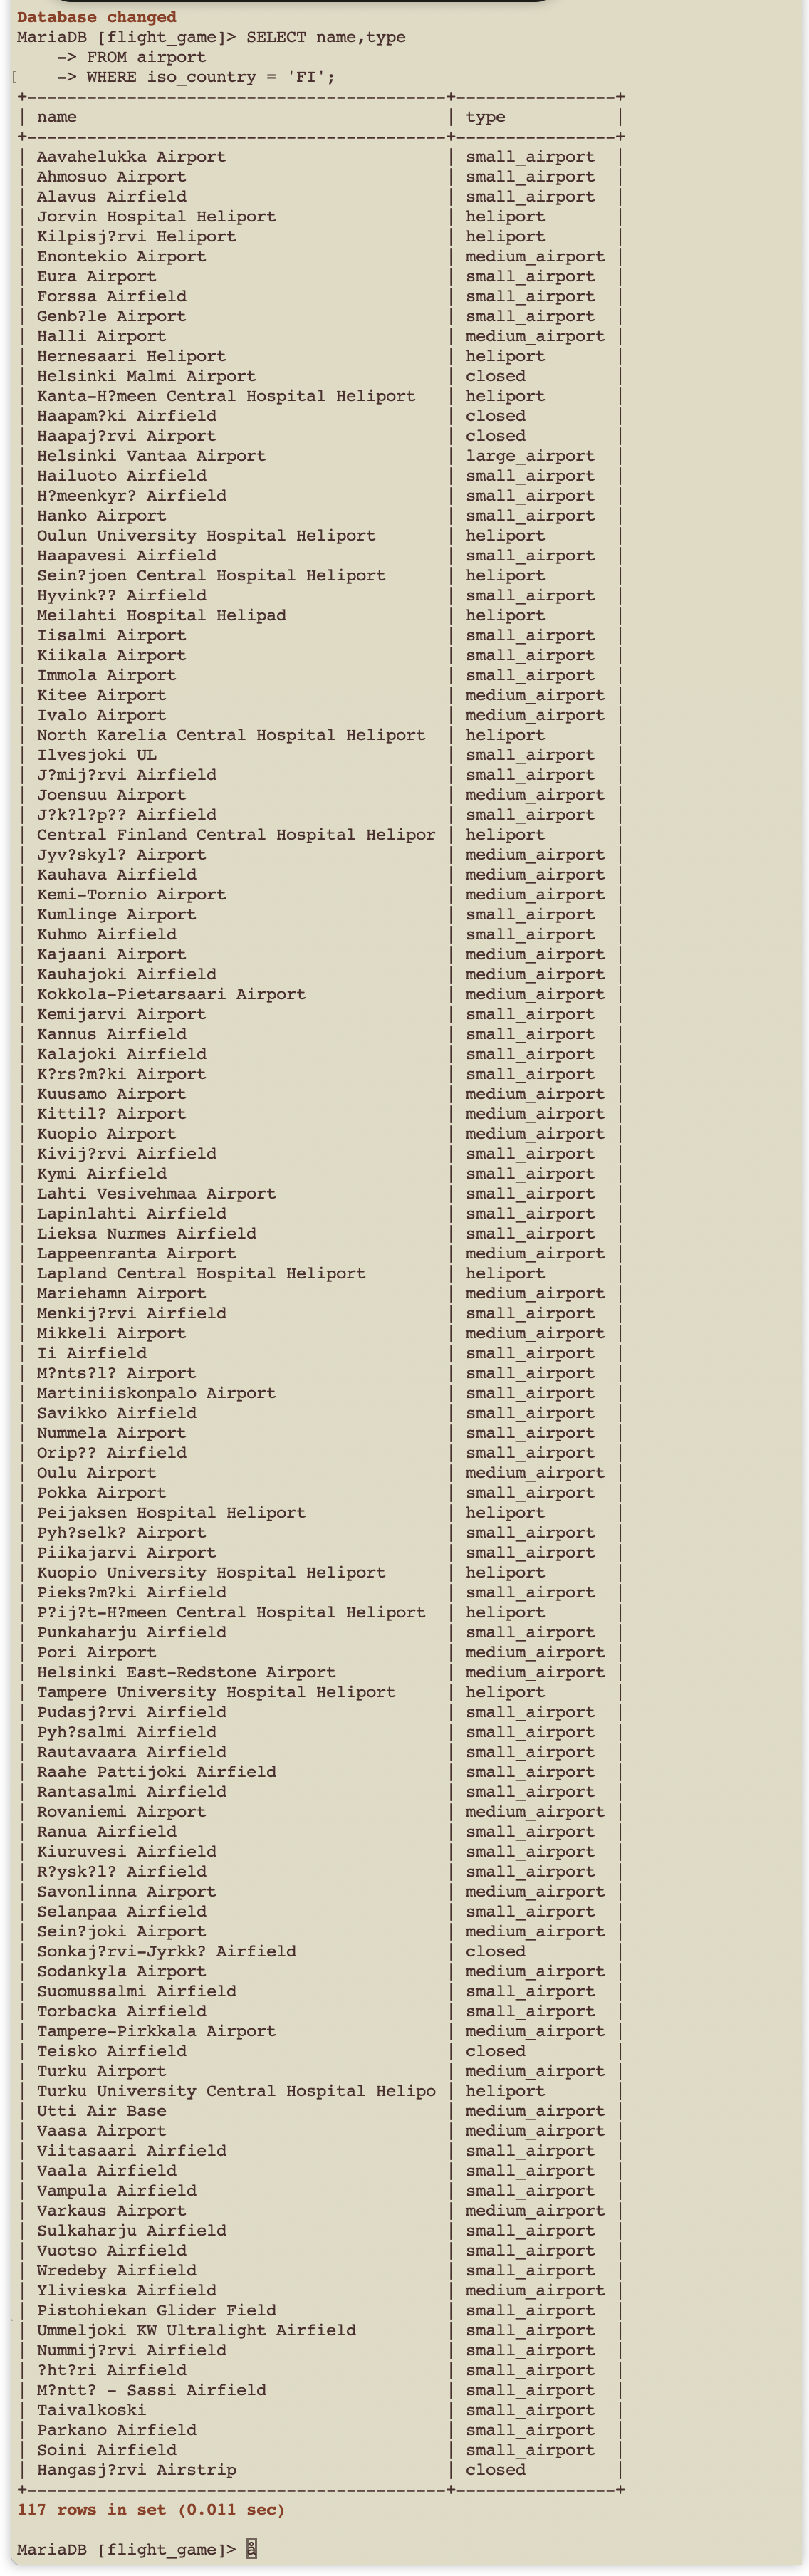 Database changed
MariaDB [flight_game]> SELECT name,type
    -> FROM airport
[    -> WHERE iso_country = 'FI';
+------------------------------------------+----------------+
| name                                     | type           |
+------------------------------------------+----------------+
| Aavahelukka Airport                      | small_airport  |
| Ahmosuo Airport                          | small_airport  |
| Alavus Airfield                          | small_airport  |
| Jorvin Hospital Heliport                 | heliport       |
| Kilpisj?rvi Heliport                     | heliport       |
| Enontekio Airport                        | medium_airport |
| Eura Airport                             | small_airport  |
| Forssa Airfield                          | small_airport  |
| Genb?le Airport                          | small_airport  |
| Halli Airport                            | medium_airport |
| Hernesaari Heliport                      | heliport       |
| Helsinki Malmi Airport                   | closed         |
| Kanta-H?meen Central Hospital Heliport   | heliport       |
| Haapam?ki Airfield                       | closed         |
| Haapaj?rvi Airport                       | closed         |
| Helsinki Vantaa Airport                  | large_airport  |
| Hailuoto Airfield                        | small_airport  |
| H?meenkyr? Airfield                      | small_airport  |
| Hanko Airport                            | small_airport  |
| Oulun University Hospital Heliport       | heliport       |
| Haapavesi Airfield                       | small_airport  |
| Sein?joen Central Hospital Heliport      | heliport       |
| Hyvink?? Airfield                        | small_airport  |
| Meilahti Hospital Helipad                | heliport       |
| Iisalmi Airport                          | small_airport  |
| Kiikala Airport                          | small_airport  |
| Immola Airport                           | small_airport  |
| Kitee Airport                            | medium_airport |
| Ivalo Airport                            | medium_airport |
| North Karelia Central Hospital Heliport  | heliport       |
| Ilvesjoki UL                             | small_airport  |
| J?mij?rvi Airfield                       | small_airport  |
| Joensuu Airport                          | medium_airport |
| J?k?l?p?? Airfield                       | small_airport  |
| Central Finland Central Hospital Helipor | heliport       |
| Jyv?skyl? Airport                        | medium_airport |
| Kauhava Airfield                         | medium_airport |
| Kemi-Tornio Airport                      | medium_airport |
| Kumlinge Airport                         | small_airport  |
| Kuhmo Airfield                           | small_airport  |
| Kajaani Airport                          | medium_airport |
| Kauhajoki Airfield                       | medium_airport |
| Kokkola-Pietarsaari Airport              | medium_airport |
| Kemijarvi Airport                        | small_airport  |
| Kannus Airfield                          | small_airport  |
| Kalajoki Airfield                        | small_airport  |
| K?rs?m?ki Airport                        | small_airport  |
| Kuusamo Airport                          | medium_airport |
| Kittil? Airport                          | medium_airport |
| Kuopio Airport                           | medium_airport |
| Kivij?rvi Airfield                       | small_airport  |
| Kymi Airfield                            | small_airport  |
| Lahti Vesivehmaa Airport                 | small_airport  |
| Lapinlahti Airfield                      | small_airport  |
| Lieksa Nurmes Airfield                   | small_airport  |
| Lappeenranta Airport                     | medium_airport |
| Lapland Central Hospital Heliport        | heliport       |
| Mariehamn Airport                        | medium_airport |
| Menkij?rvi Airfield                      | small_airport  |
| Mikkeli Airport                          | medium_airport |
| Ii Airfield                              | small_airport  |
| M?nts?l? Airport                         | small_airport  |
| Martiniiskonpalo Airport                 | small_airport  |
| Savikko Airfield                         | small_airport  |
| Nummela Airport                          | small_airport  |
| Orip?? Airfield                          | small_airport  |
| Oulu Airport                             | medium_airport |
| Pokka Airport                            | small_airport  |
| Peijaksen Hospital Heliport              | heliport       |
| Pyh?selk? Airport                        | small_airport  |
| Piikajarvi Airport                       | small_airport  |
| Kuopio University Hospital Heliport      | heliport       |
| Pieks?m?ki Airfield                      | small_airport  |
| P?ij?t-H?meen Central Hospital Heliport  | heliport       |
| Punkaharju Airfield                      | small_airport  |
| Pori Airport                             | medium_airport |
| Helsinki East-Redstone Airport           | medium_airport |
| Tampere University Hospital Heliport     | heliport       |
| Pudasj?rvi Airfield                      | small_airport  |
| Pyh?salmi Airfield                       | small_airport  |
| Rautavaara Airfield                      | small_airport  |
| Raahe Pattijoki Airfield                 | small_airport  |
| Rantasalmi Airfield                      | small_airport  |
| Rovaniemi Airport                        | medium_airport |
| Ranua Airfield                           | small_airport  |
| Kiuruvesi Airfield                       | small_airport  |
| R?ysk?l? Airfield                        | small_airport  |
| Savonlinna Airport                       | medium_airport |
| Selanpaa Airfield                        | small_airport  |
| Sein?joki Airport                        | medium_airport |
| Sonkaj?rvi-Jyrkk? Airfield               | closed         |
| Sodankyla Airport                        | medium_airport |
| Suomussalmi Airfield                     | small_airport  |
| Torbacka Airfield                        | small_airport  |
| Tampere-Pirkkala Airport                 | medium_airport |
| Teisko Airfield                          | closed         |
| Turku Airport                            | medium_airport |
| Turku University Central Hospital Helipo | heliport       |
| Utti Air Base                            | medium_airport |
| Vaasa Airport                            | medium_airport |
| Viitasaari Airfield                      | small_airport  |
| Vaala Airfield                           | small_airport  |
| Vampula Airfield                         | small_airport  |
| Varkaus Airport                          | medium_airport |
| Sulkaharju Airfield                      | small_airport  |
| Vuotso Airfield                          | small_airport  |
| Wredeby Airfield                         | small_airport  |
| Ylivieska Airfield                       | medium_airport |
| Pistohiekan Glider Field                 | small_airport  |
| Ummeljoki KW Ultralight Airfield         | small_airport  |
| Nummij?rvi Airfield                      | small_airport  |
| ?ht?ri Airfield                          | small_airport  |
| M?ntt? - Sassi Airfield                  | small_airport  |
| Taivalkoski                              | small_airport  |
| Parkano Airfield                         | small_airport  |
| Soini Airfield                           | small_airport  |
| Hangasj?rvi Airstrip                     | closed         |
+------------------------------------------+----------------+
117 rows in set (0.011 sec)
MariaDB [flight_game]>